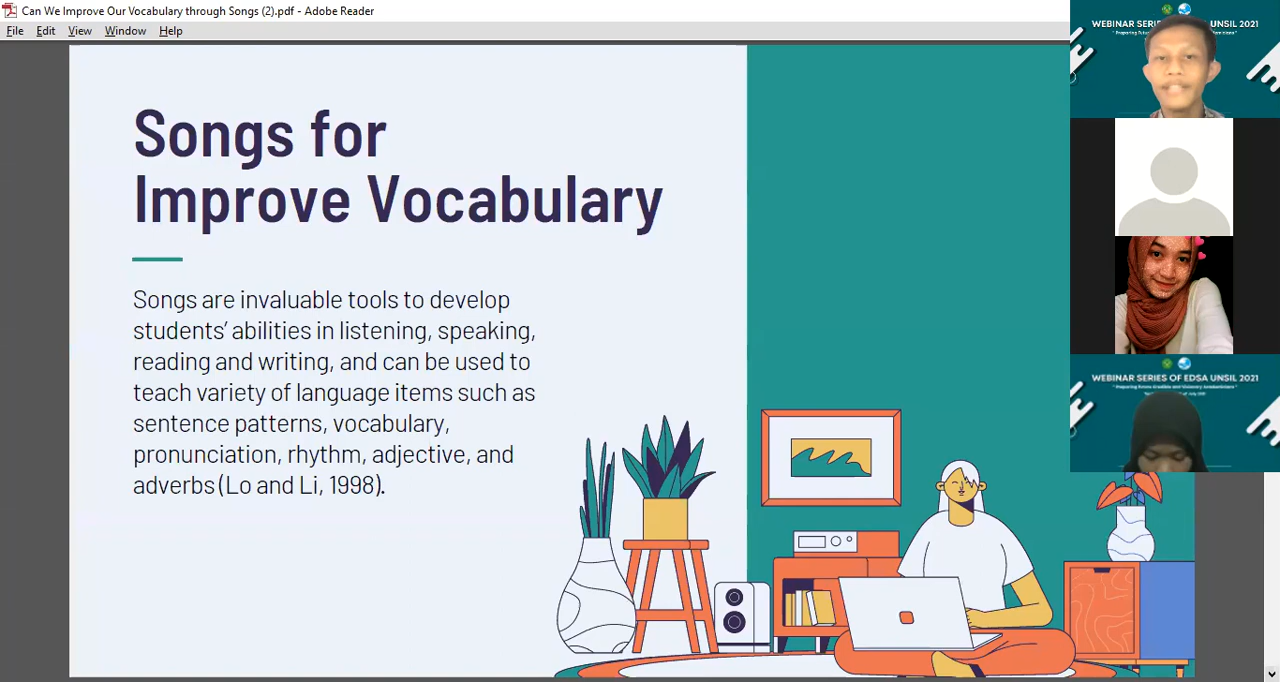 Can We Improve Our Vocabulary through Songs (2).pdf - Adobe Reader
File Edit View Window Help
Songs for
Improve Vocabulary
Songs are invaluable tools to develop
students’ abilities in listening, speaking,
reading and writing, and can be used to
teach variety of language items such as
sentence patterns, vocabulary,
pronunciation, rhythm, adjective, and
adverbs (Lo and Li, 1998).
WEBINAR SERIES UNSIL 2021
WEBINAR SERIES OF EDSA UNSIL 2021